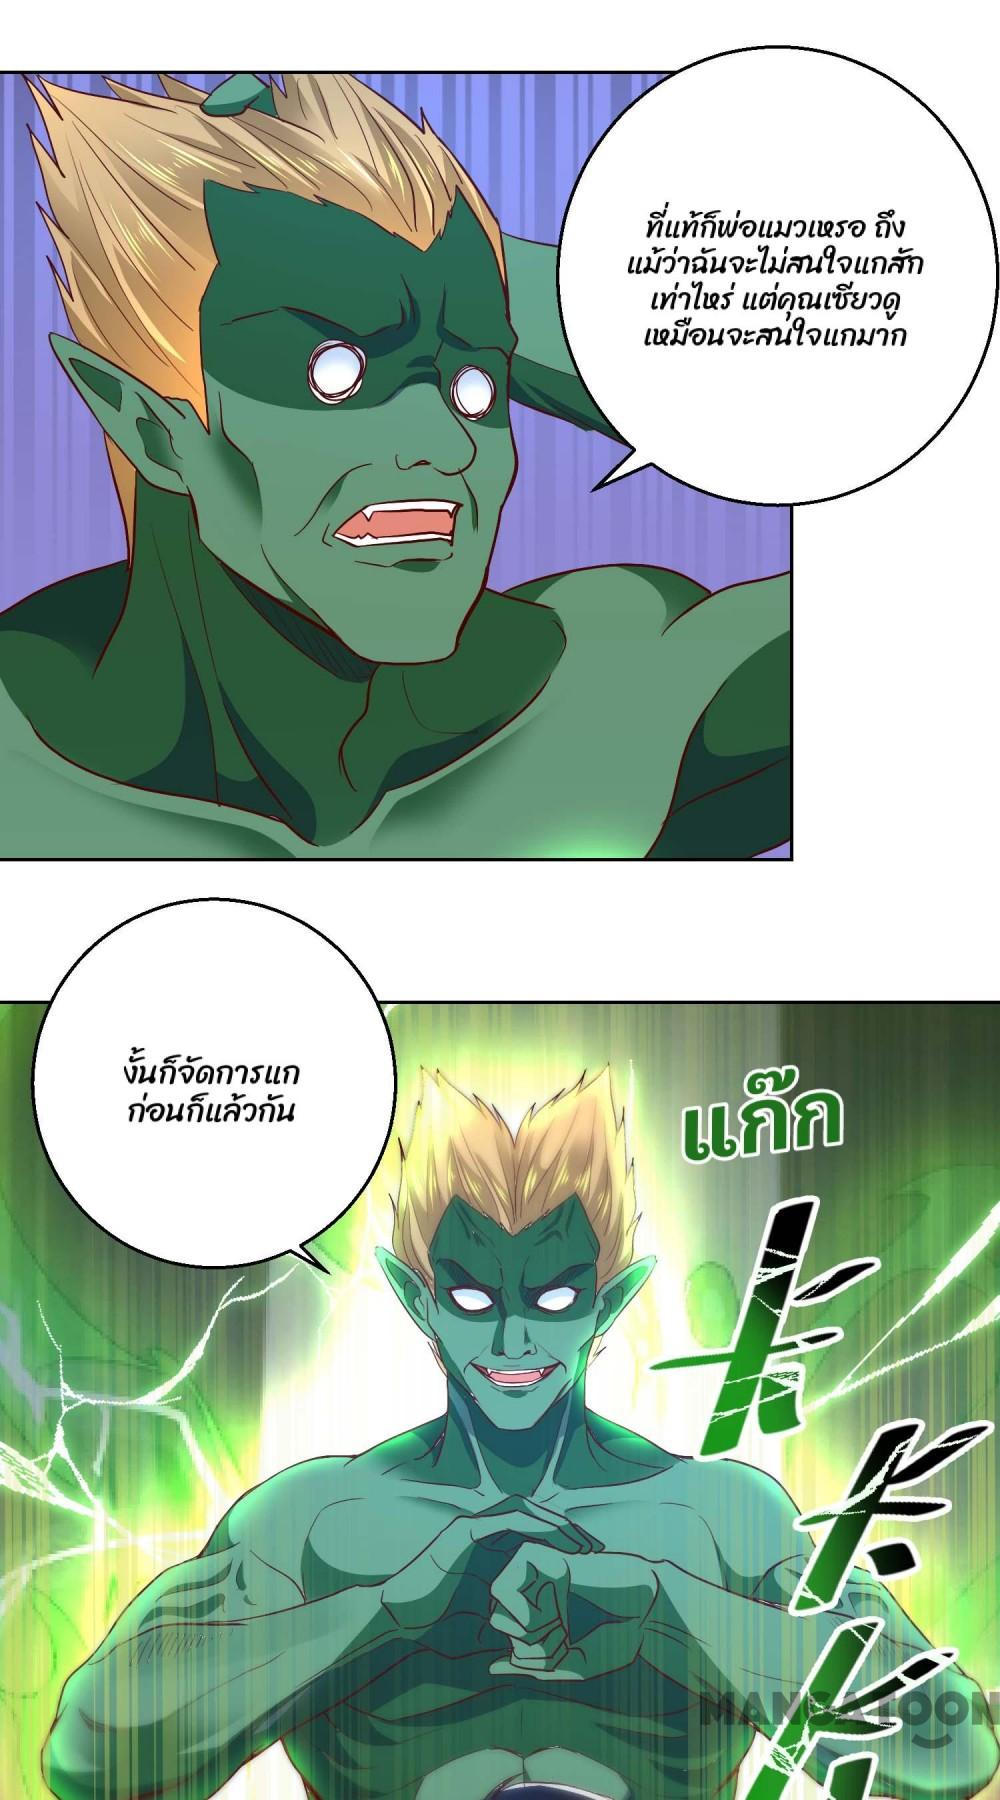 ที่แท้ก็พ่อแมวเหรอ ถึง
แม้ว่าฉันจะไม่สนใจแกสัก
เท่าไหร่ แต่คุณเซียวดู
เหมือนจะสนใจแกมาก
งั้นก็จัดการแก
ก่อนก็แล้วกัน
แก๊ก
卡
卡
卡
MANGATOON